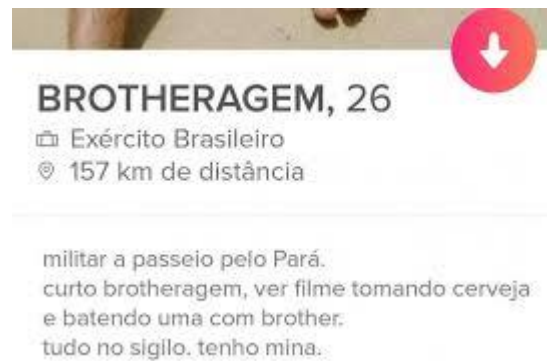 BROTHERAGEM, 26
Exército Brasileiro
157 km de distância
militar a passeio pelo Pará.
curto brotheragem, ver filme tomando cerveja
e batendo uma com brother.
tudo no sigilo. tenho mina.